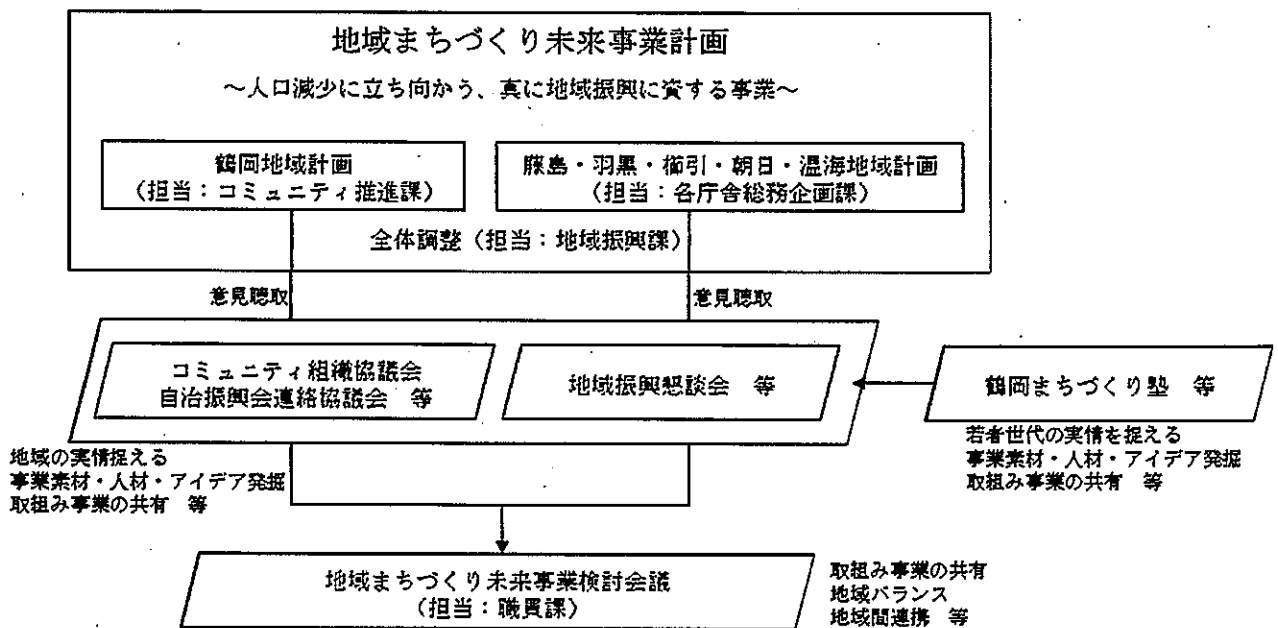 地域まちづくり未来事業計画
～人口減少に立ち向かう、真に地域振興に資する事業～
鶴岡地域計画
(担当:コミュニティ推進課)
藤島・羽黒・櫛引・朝日・温海地域計画
(担当:各庁舎総務企画課)
全体調整(担当:地域振興課)
意見聴取
意見聴取
コミュニティ組織協議会
自治振興会連絡協議会 等
地域振興懇談会 等
鶴岡まちづくり塾 等
地域の実情捉える
事業素材・人材・アイデア発掘
取組み事業の共有 等
若者世代の実情を捉える
事業素材・人材・アイデア発掘
取組み事業の共有 等
地域まちづくり未来事業検討会議
(担当:職員課)
取組み事業の共有
地域バランス
地域間連携 等